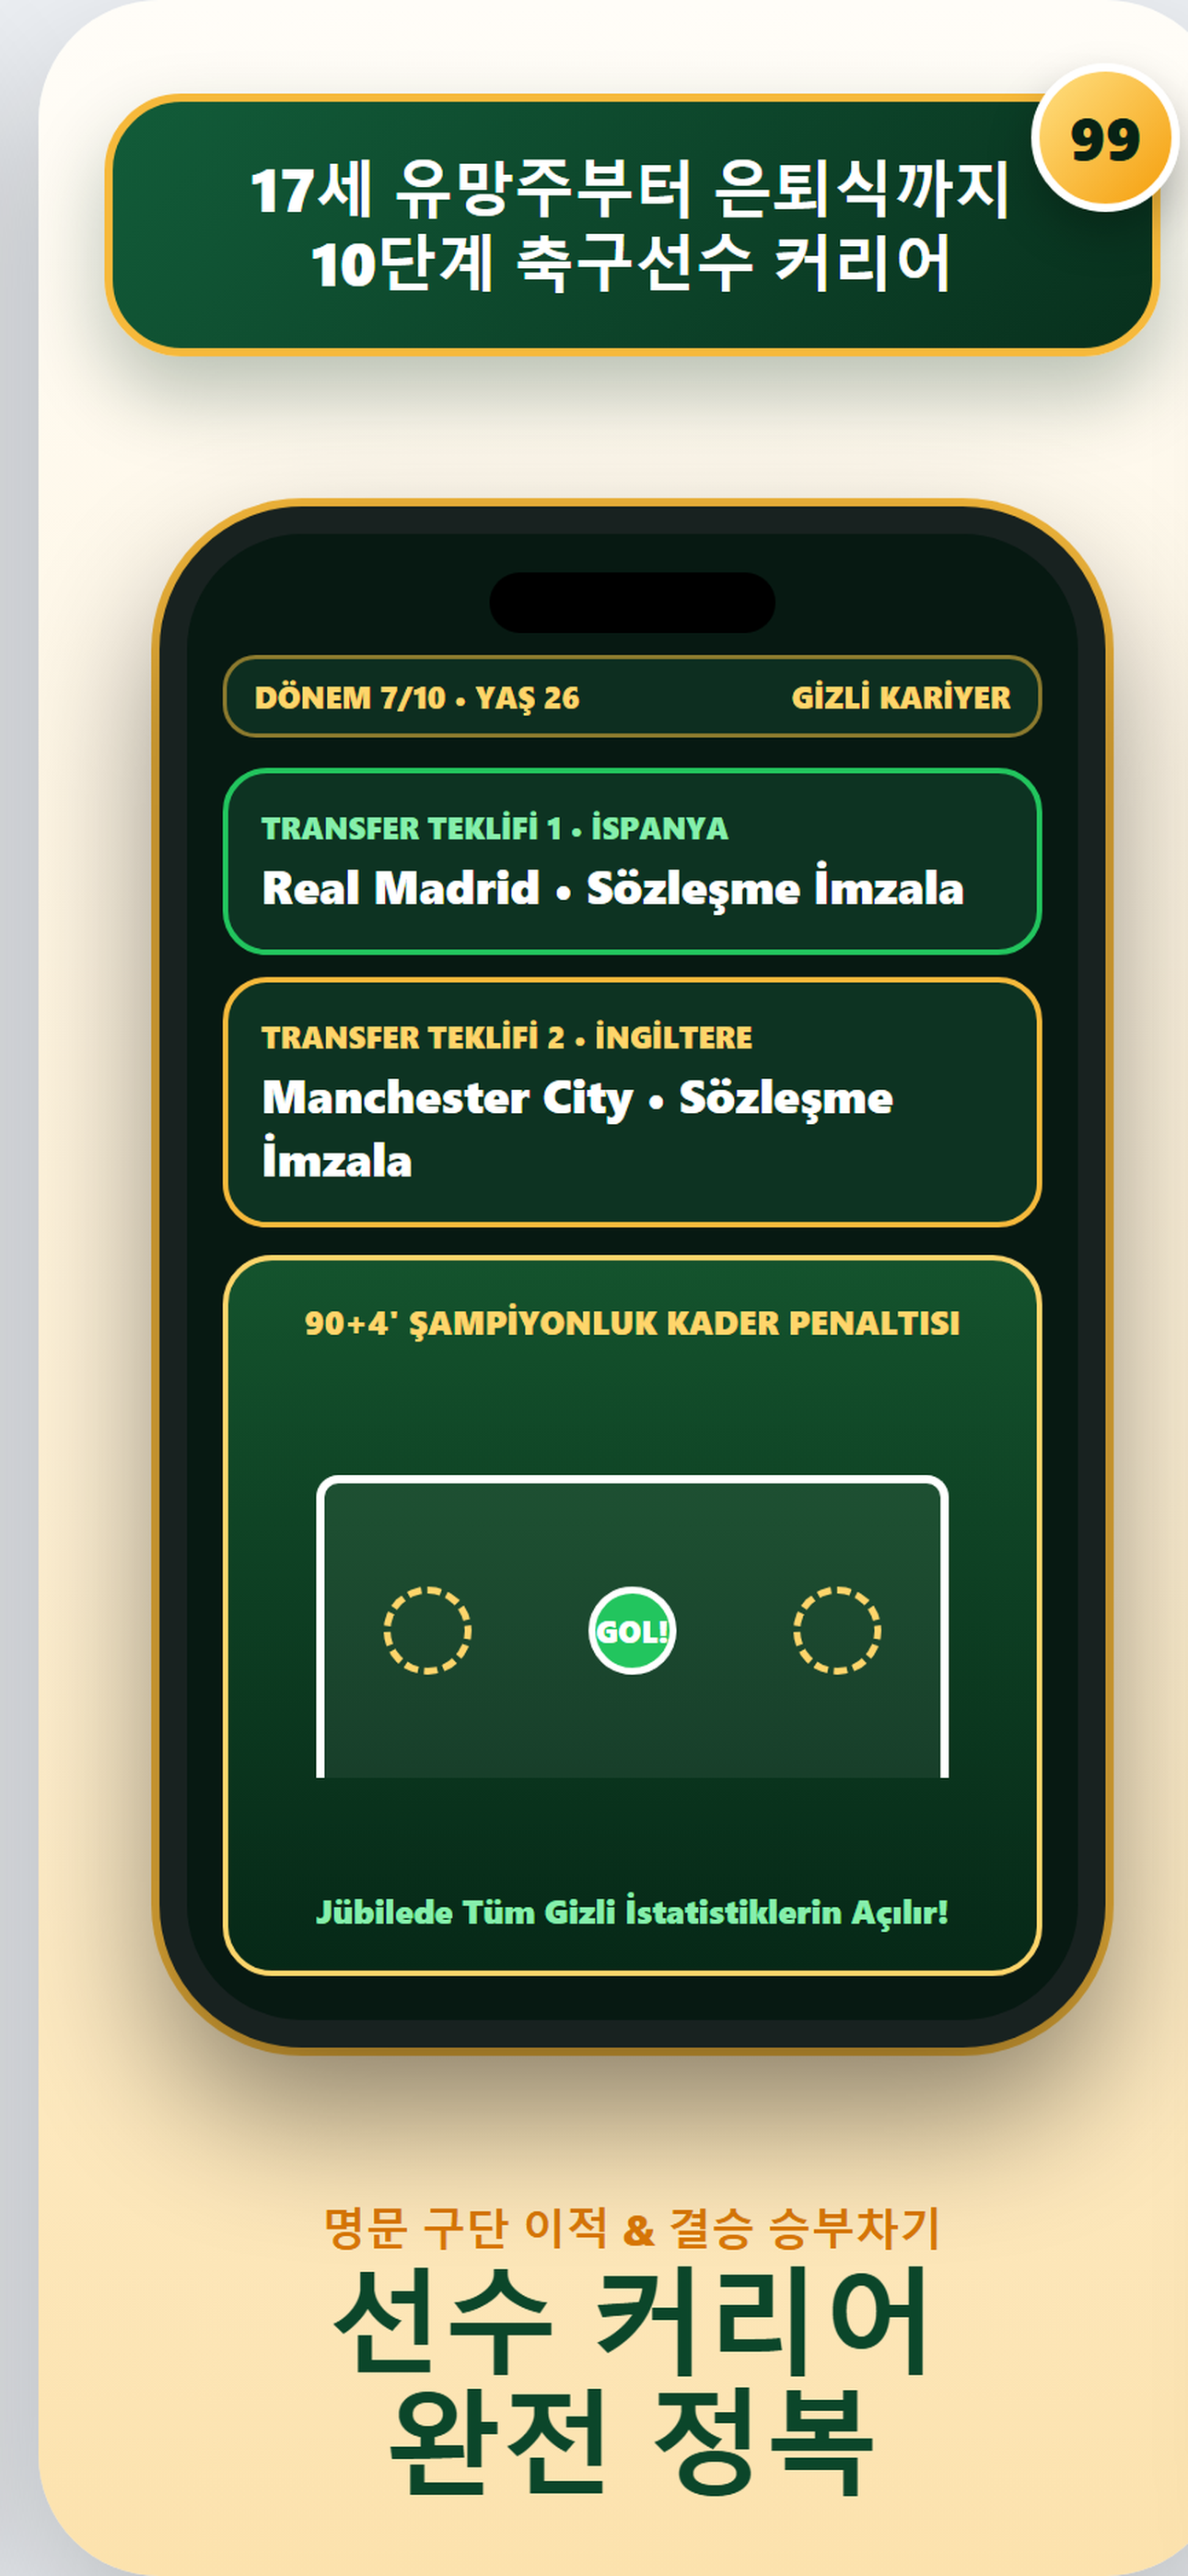 99
17세 유망주부터 은퇴식까지
10단계 축구선수 커리어
DÖNEM 7/10 • YAŞ 26
GİZLİ KARİYER
TRANSFER TEKLİFİ 1 • İSPANYA
Real Madrid • Sözleşme İmzala
TRANSFER TEKLİFİ 2 • İNGİLTERE
Manchester City • Sözleşme
İmzala
90+4' ŞAMPİYONLUK KADER PENALTISI
GOL!
Jübilede Tüm Gizli İstatistiklerin Açılır!
명문 구단 이적 & 결승 승부차기
선수 커리어
완전 정복